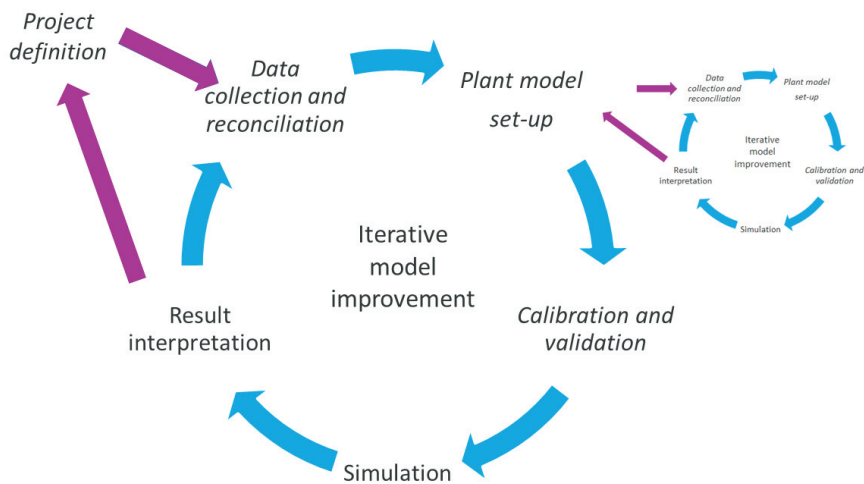 Project
definition
Data
collection and
reconciliation
Plant model
set-up
Iterative
model
improvement
Calibration and
validation
Simulation
Result
interpretation
Data
collection and
reconciliation
Plant model
set-up
Iterative
model
improvement
Calibration and
validation
Simulation
Result
interpretation